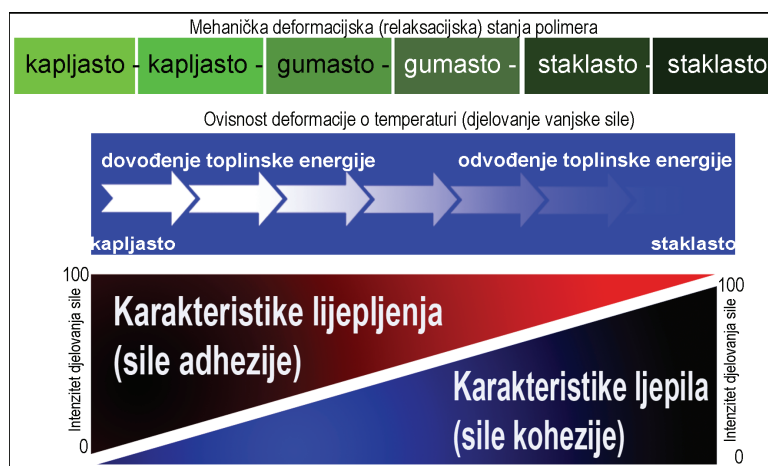 Mehanička deformacijska (relaksacijska) stanja polimera
kapljasto - kapljasto - gumasto - gumasto - staklasto - staklasto
Ovisnost deformacije o temperaturi (djelovanje vanjske sile)
dovođenje toplinske energije odvođenje toplinske energije
kapljasto staklasto
100
Intenzitet djelovanja sile
0
Karakteristike lijepljenja
(sile adhezije)
Karakteristike ljepila
(sile kohezije)
100
Intenzitet djelovanja sile
0